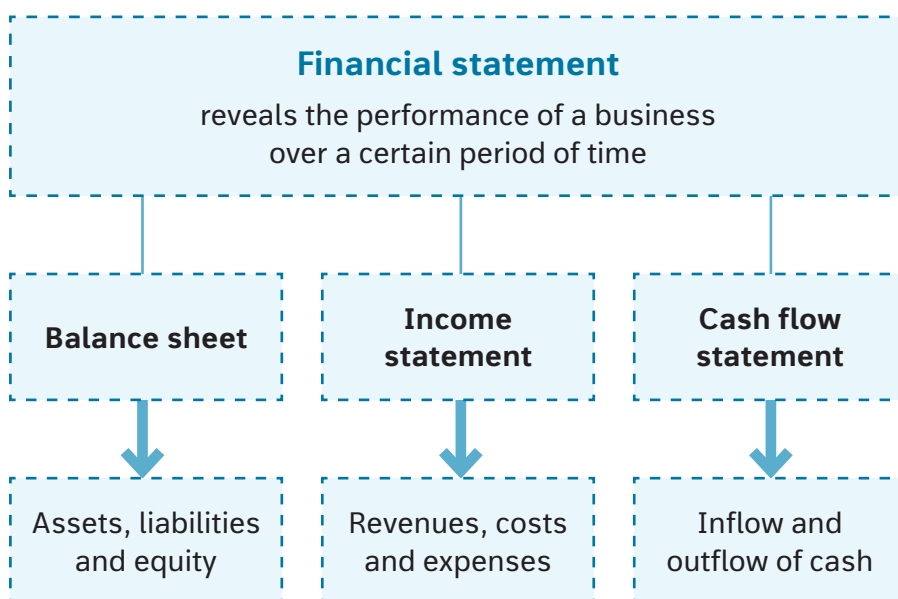 Financial statement
reveals the performance of a business
over a certain period of time
Balance sheet
Income
statement
Cash flow
statement
Assets, liabilities
and equity
Revenues, costs
and expenses
Inflow and
outflow of cash